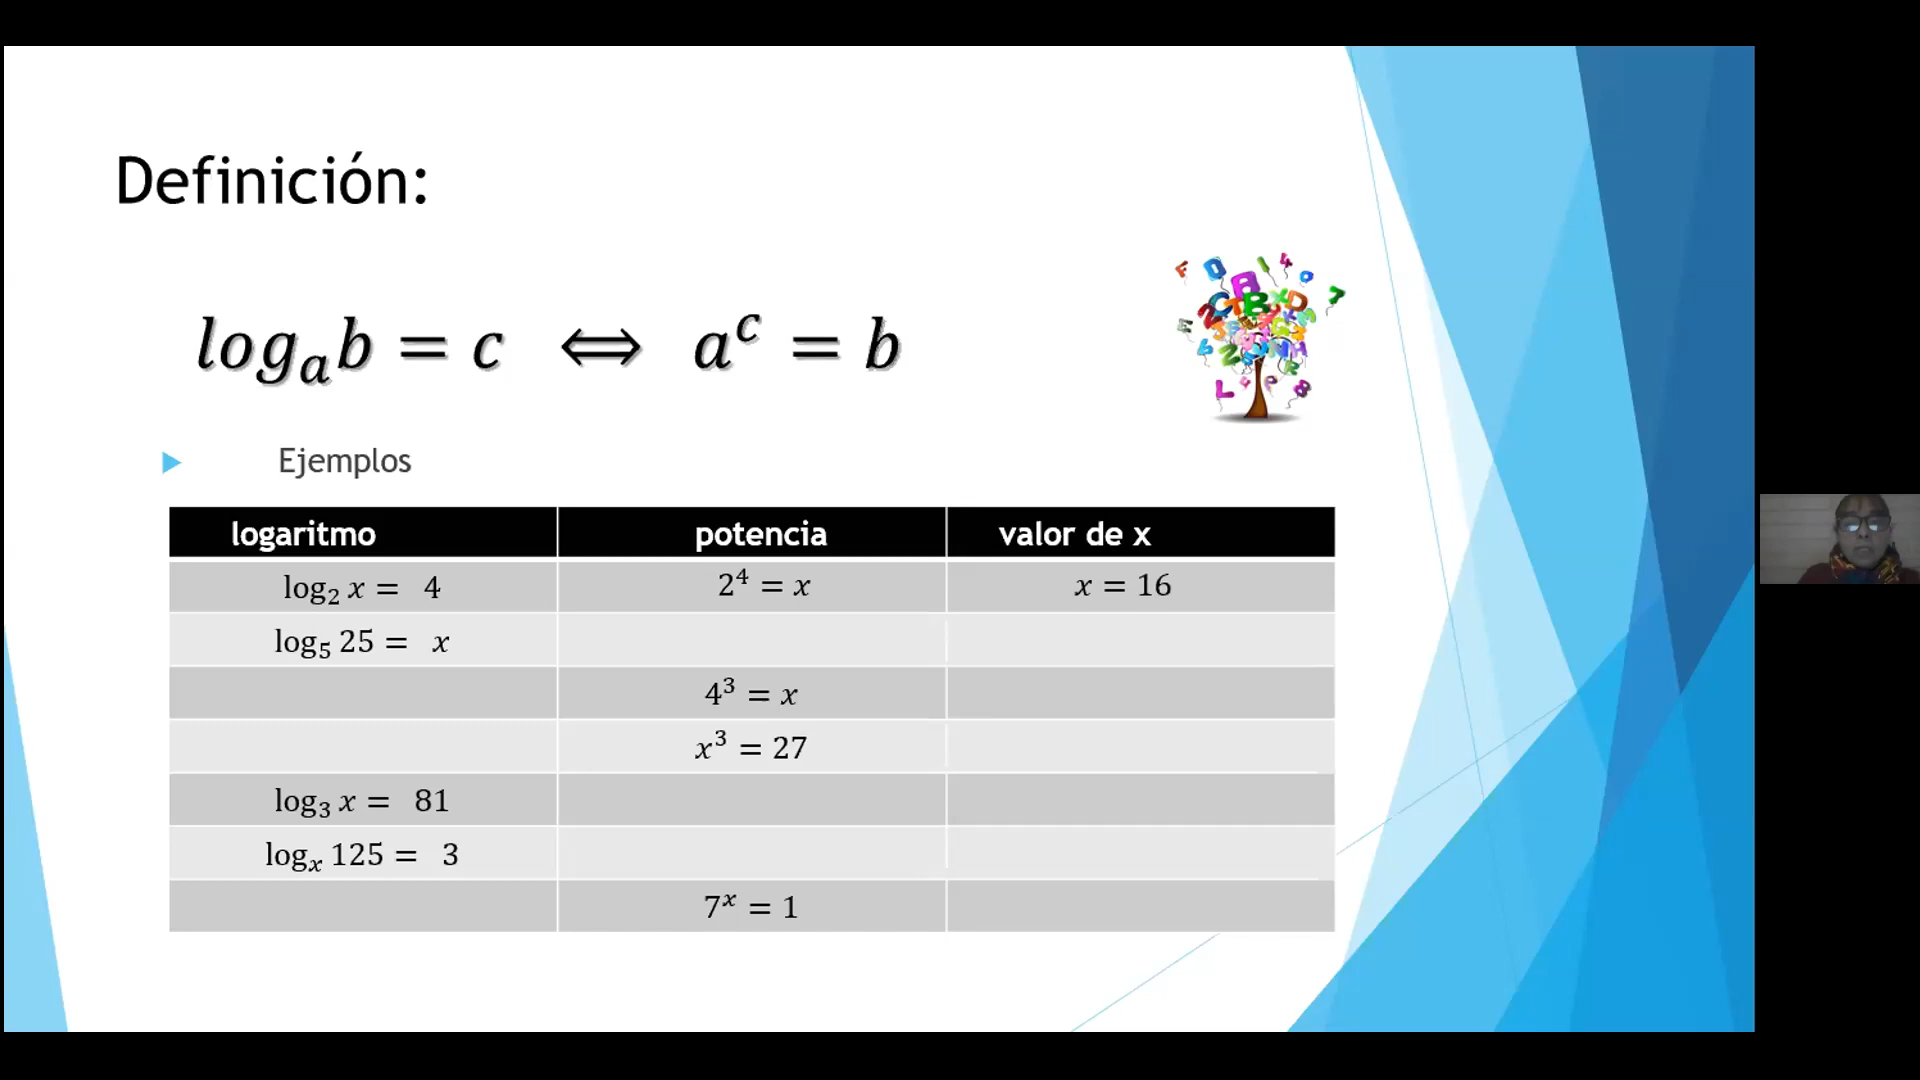 Definición:
log_a b = c ⟺ a^c = b
Ejemplos
logaritmo potencia valor de x
log_2 x = 4 2^4 = x x = 16
log_5 25 = x
4^3 = x
x^3 = 27
log_3 x = 81
log_x 125 = 3
7^x = 1